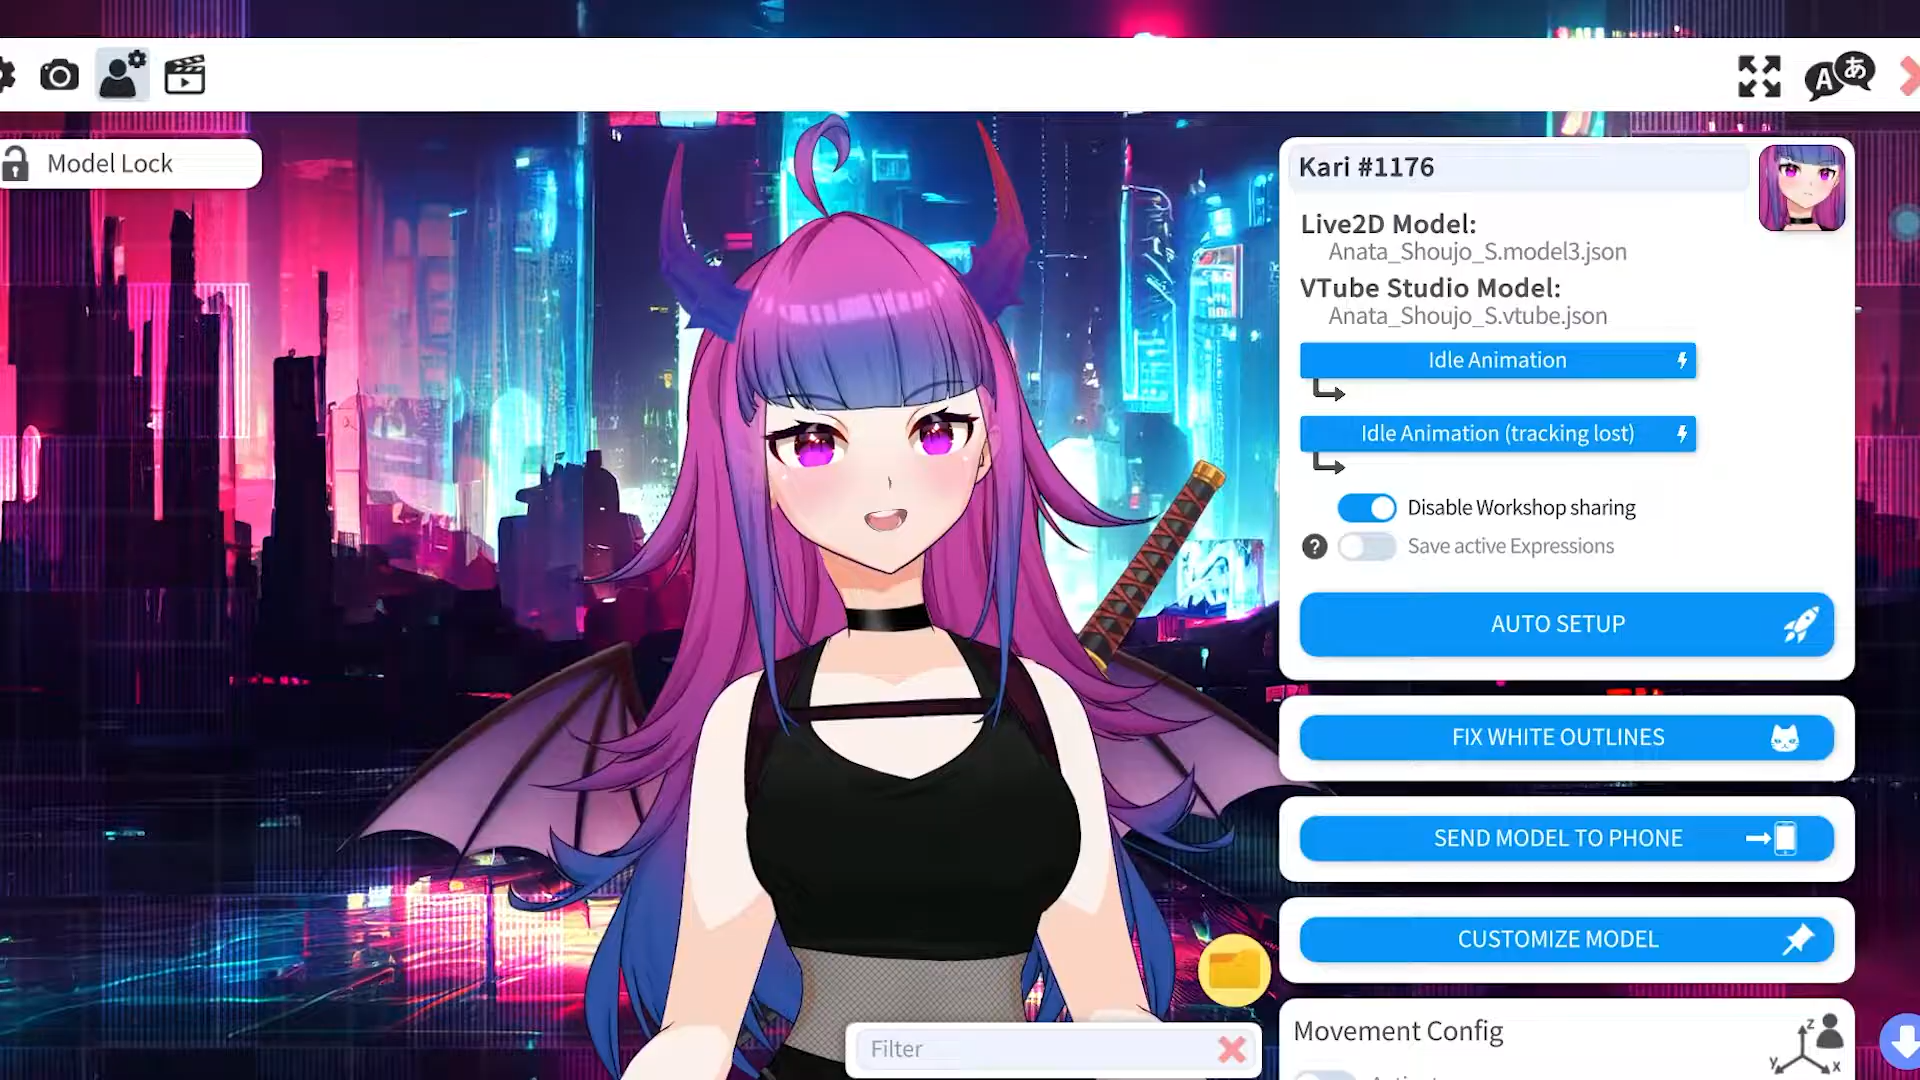 Model Lock
Kari #1176
Live2D Model:
Anata_Shoujo_S.model3.json
VTube Studio Model:
Anata_Shoujo_S.vtube.json
Idle Animation
Idle Animation (tracking lost)
Disable Workshop sharing
? Save active Expressions
AUTO SETUP
FIX WHITE OUTLINES
SEND MODEL TO PHONE
CUSTOMIZE MODEL
Filter
Movement Config
A あ
Z
Y X